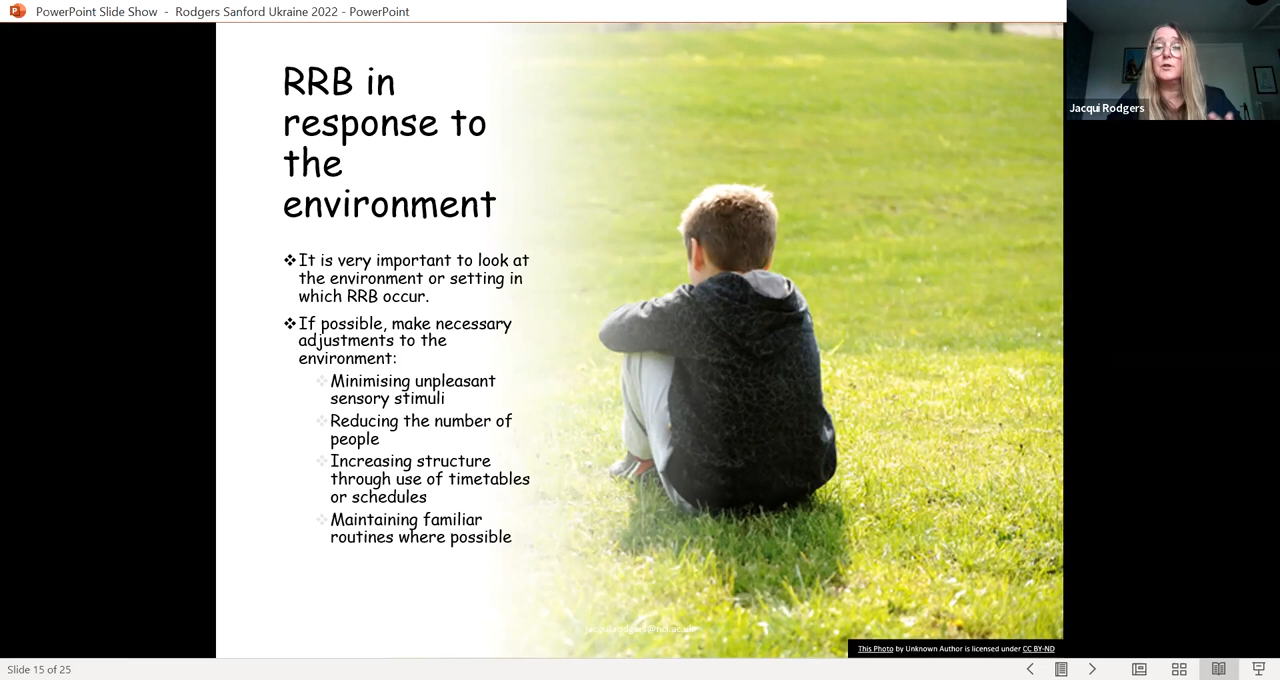 PowerPoint Slide Show - Rodgers Sanford Ukraine 2022 - PowerPoint
Jacqui Rodgers
RRB in
response to
the
environment
❖It is very important to look at
the environment or setting in
which RRB occur.
❖If possible, make necessary
adjustments to the
environment:
❖Minimising unpleasant
sensory stimuli
❖Reducing the number of
people
❖Increasing structure
through use of timetables
or schedules
❖Maintaining familiar
routines where possible
This Photo by Unknown Author is licensed under CC BY-ND
Slide 15 of 25